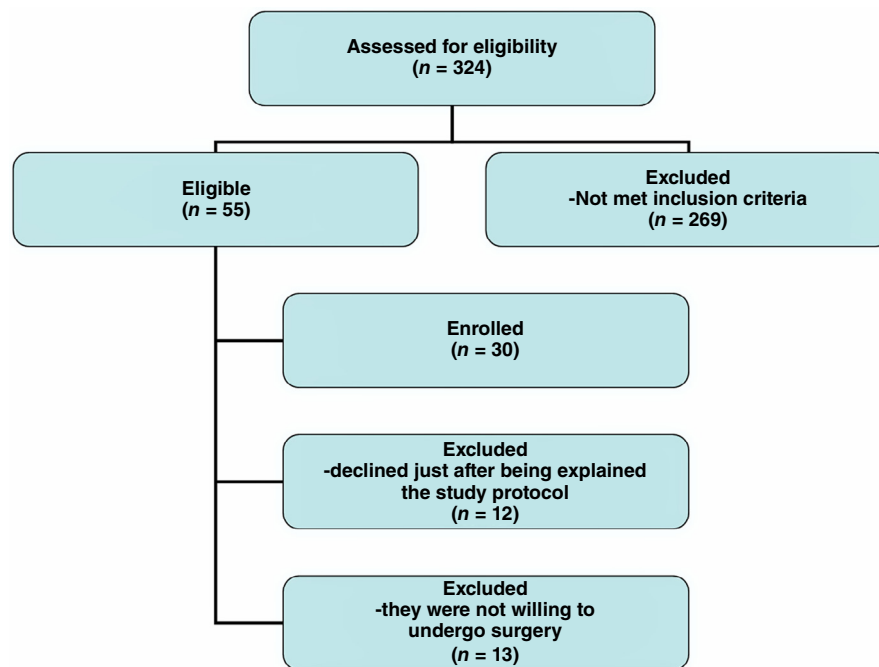 Assessed for eligibility
(n = 324)
Eligible
(n = 55)
Excluded
-Not met inclusion criteria
(n = 269)
Enrolled
(n = 30)
Excluded
-declined just after being explained
the study protocol
(n = 12)
Excluded
-they were not willing to
undergo surgery
(n = 13)